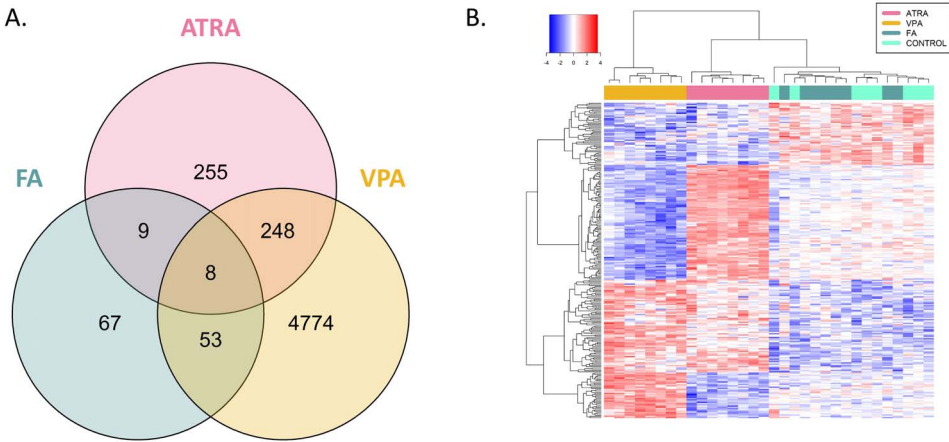 A.
ATRA
FA
VPA
255
9
248
8
67
53
4774
B.
-4 -2 0 2 4
ATRA
VPA
FA
CONTROL